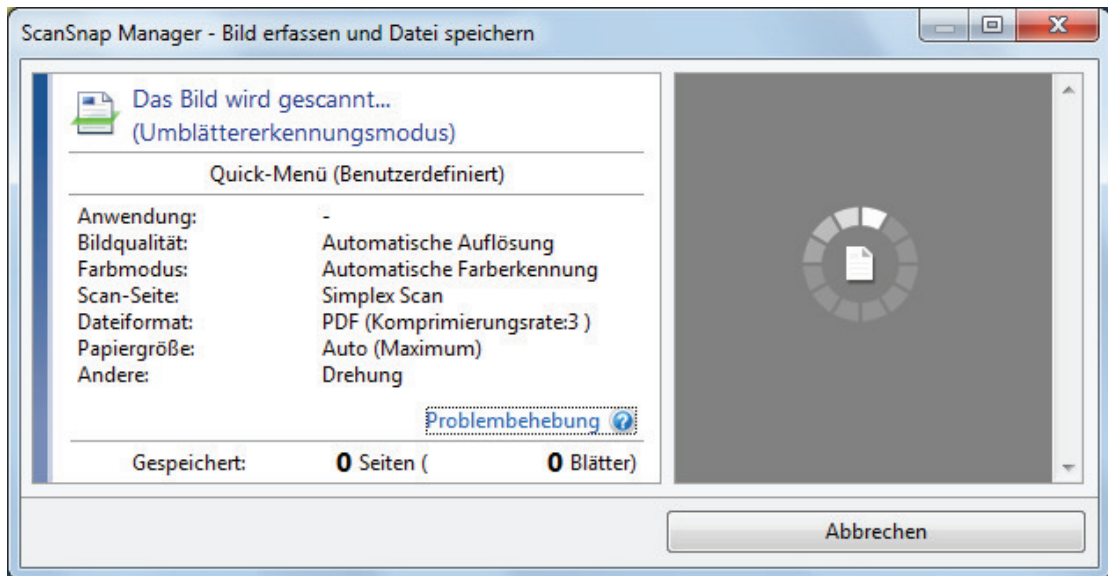 ScanSnap Manager - Bild erfassen und Datei speichern
Das Bild wird gescannt...
(Umblättererkennungsmodus)
Quick-Menü (Benutzerdefiniert)
Anwendung: -
Bildqualität: Automatische Auflösung
Farbmodus: Automatische Farberkennung
Scan-Seite: Simplex Scan
Dateiformat: PDF (Komprimierungsrate:3 )
Papiergröße: Auto (Maximum)
Andere: Drehung
Problembehebung
Gespeichert: 0 Seiten ( 0 Blätter)
Abbrechen